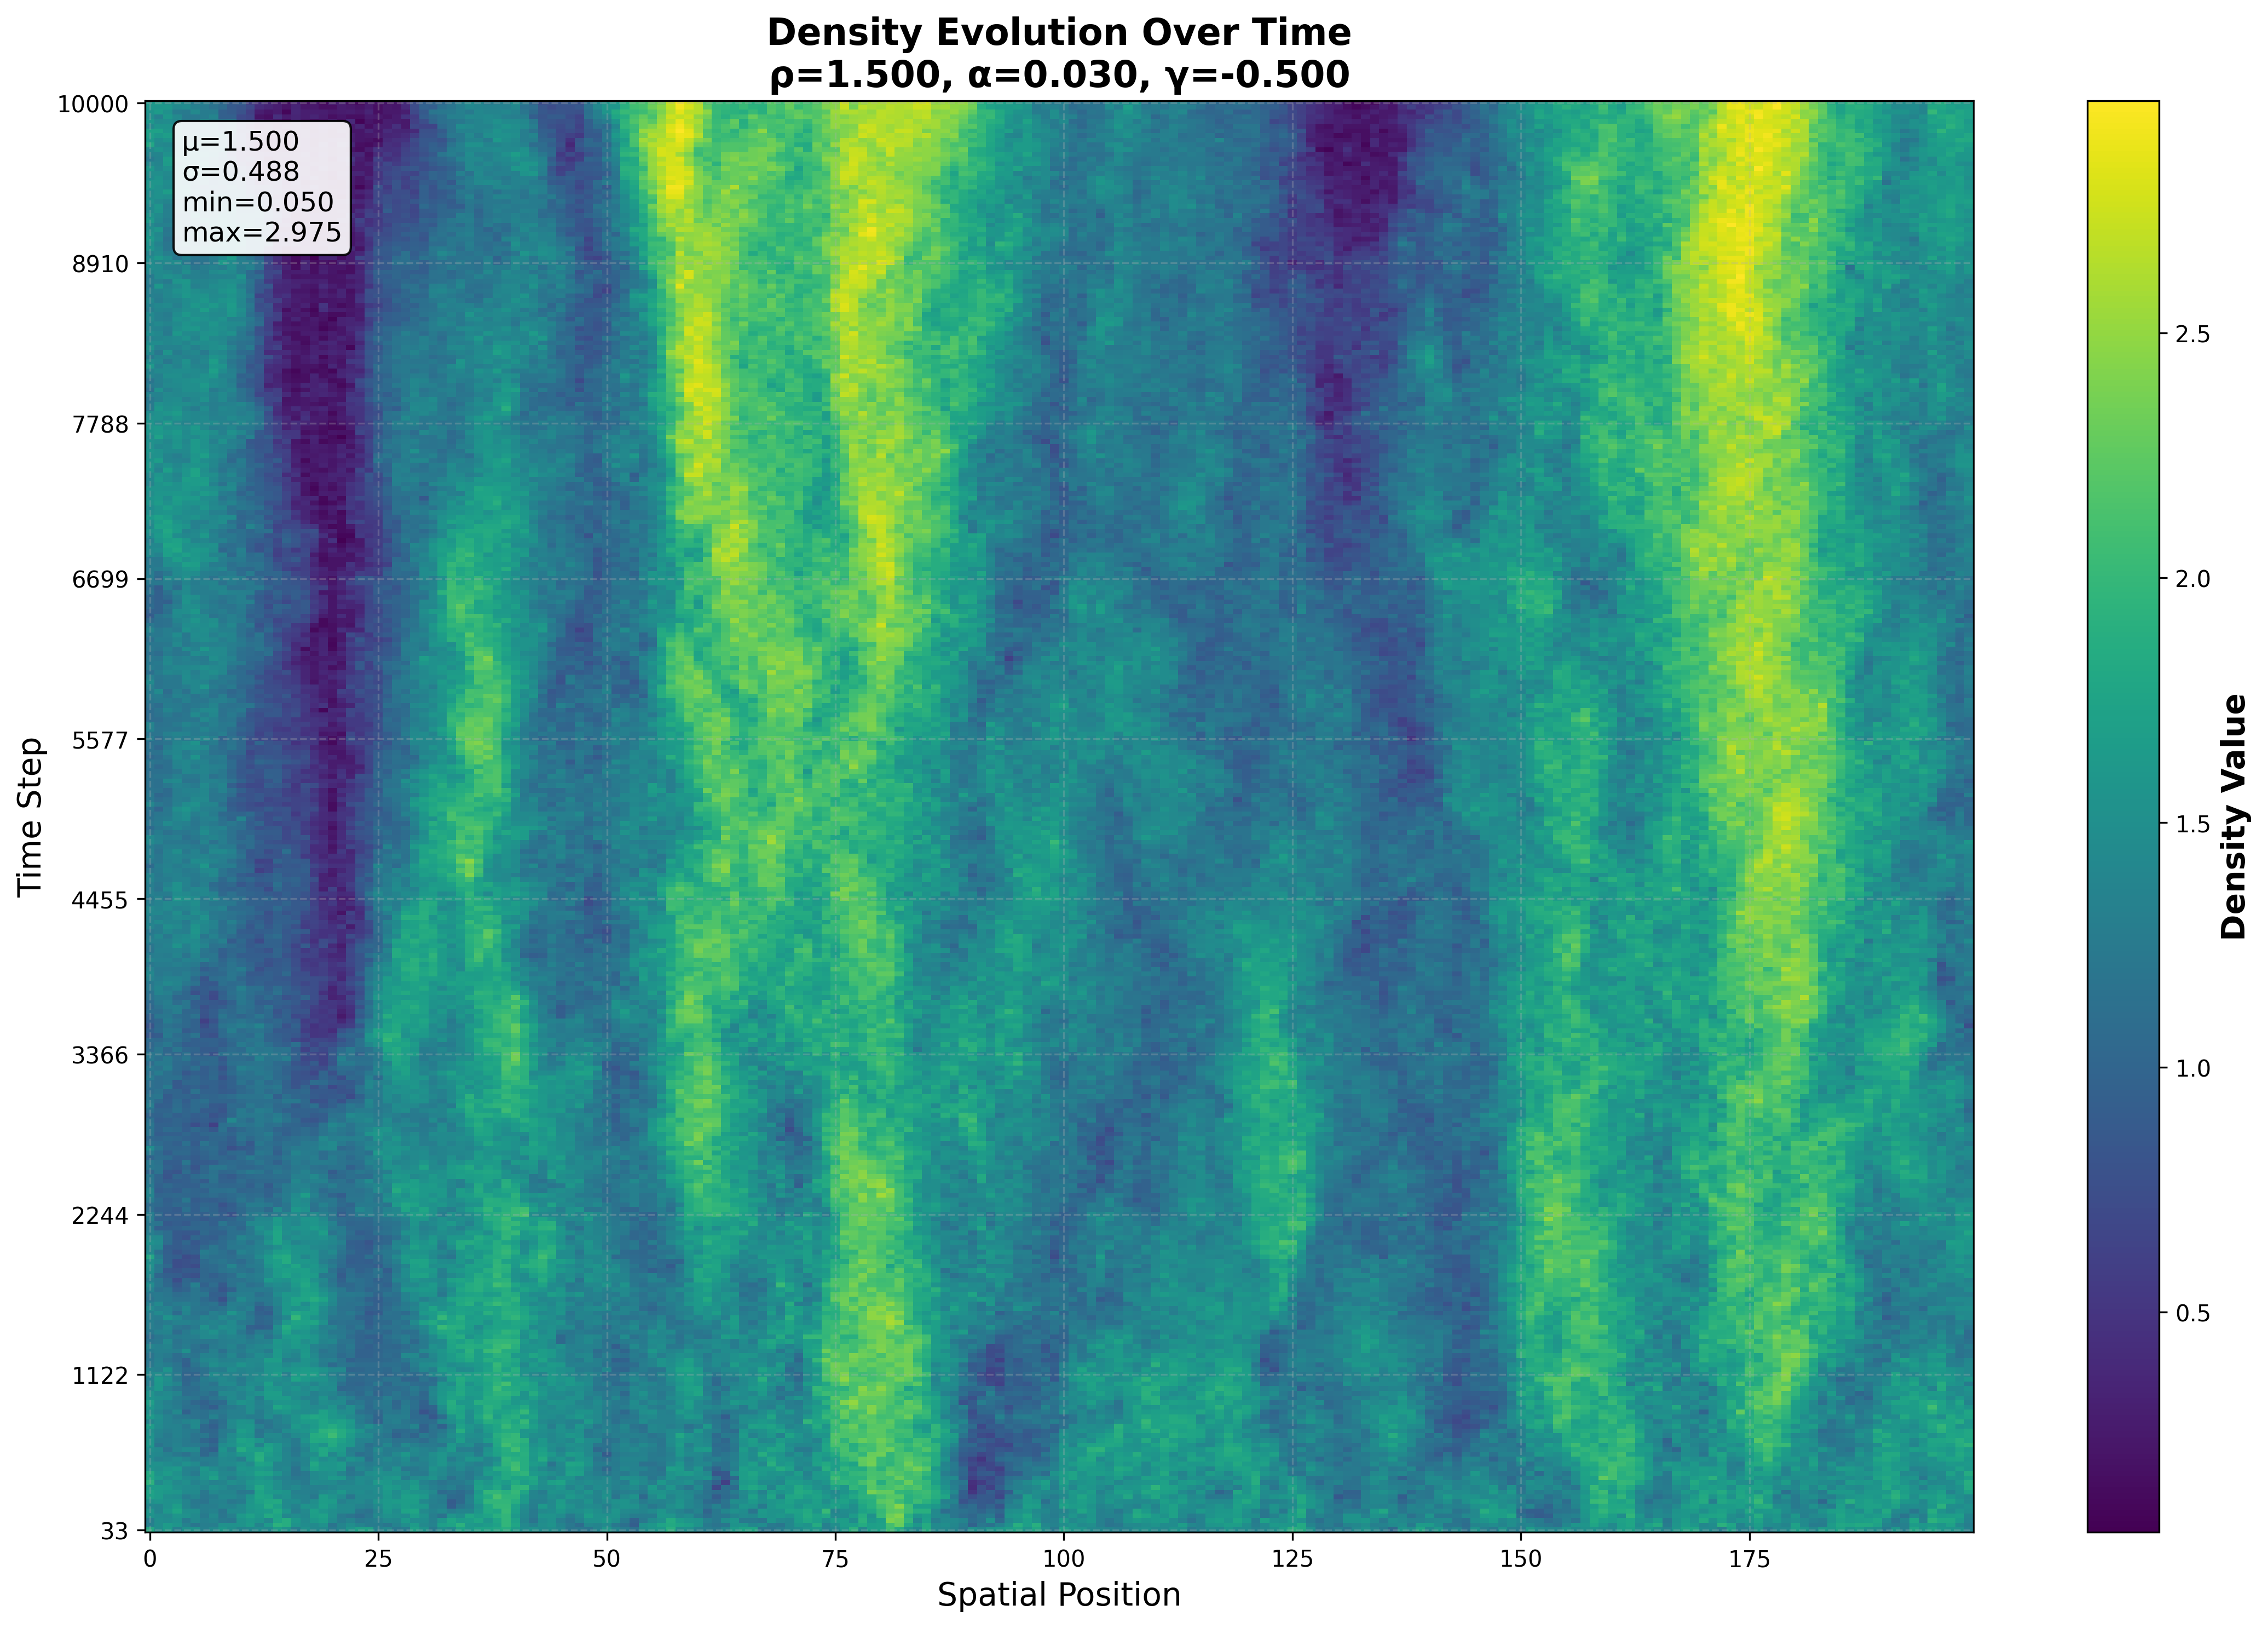 Density Evolution Over Time
ρ=1.500, α=0.030, γ=-0.500
μ=1.500
σ=0.488
min=0.050
max=2.975
Time Step
10000
8910
7788
6699
5577
4455
3366
2244
1122
33
0 25 50 75 100 125 150 175
Spatial Position
2.5
2.0
1.5
1.0
0.5
Density Value